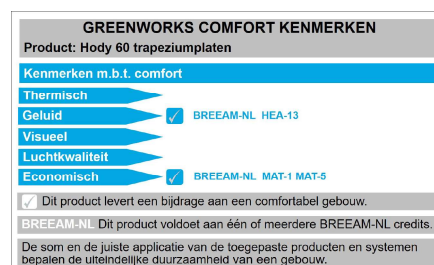 GREENWORKS COMFORT KENMERKEN
Product: Hody 60 trapeziumplaten
Kenmerken m.b.t. comfort
Thermisch
Geluid BREEAM-NL HEA-13
Visueel
Luchtkwaliteit
Economisch BREEAM-NL MAT-1 MAT-5
Dit product levert een bijdrage aan een comfortabel gebouw.
BREEAM-NL Dit product voldoet aan één of meerdere BREEAM-NL credits.
De som en de juiste applicatie van de toegepaste producten en systemen
bepalen de uiteindelijke duurzaamheid van een gebouw.